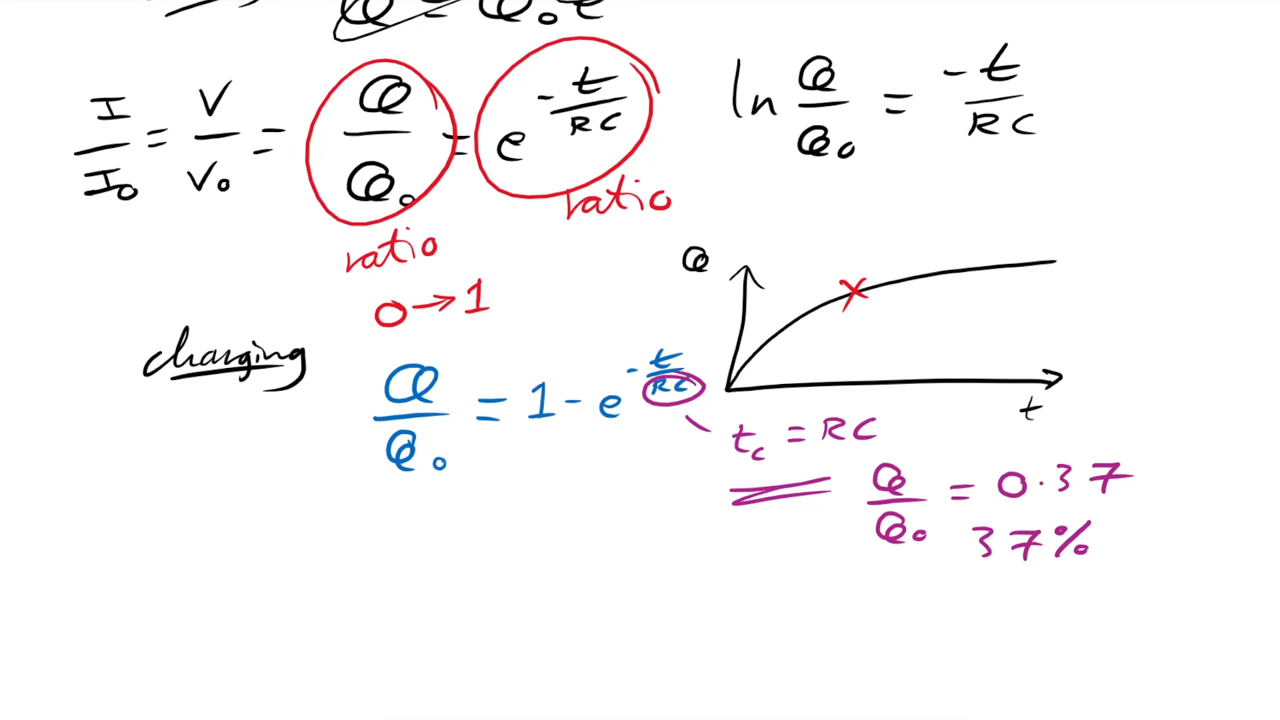 Q = Q₀e
I/I₀ = V/V₀ = Q/Q₀ = e^(-t/RC)
ln Q/Q₀ = -t/RC
ratio
ratio
0 → 1
Q
t
charging
Q/Q₀ = 1 - e^(-t/RC)
t_c = RC
Q/Q₀ = 0.37
37%